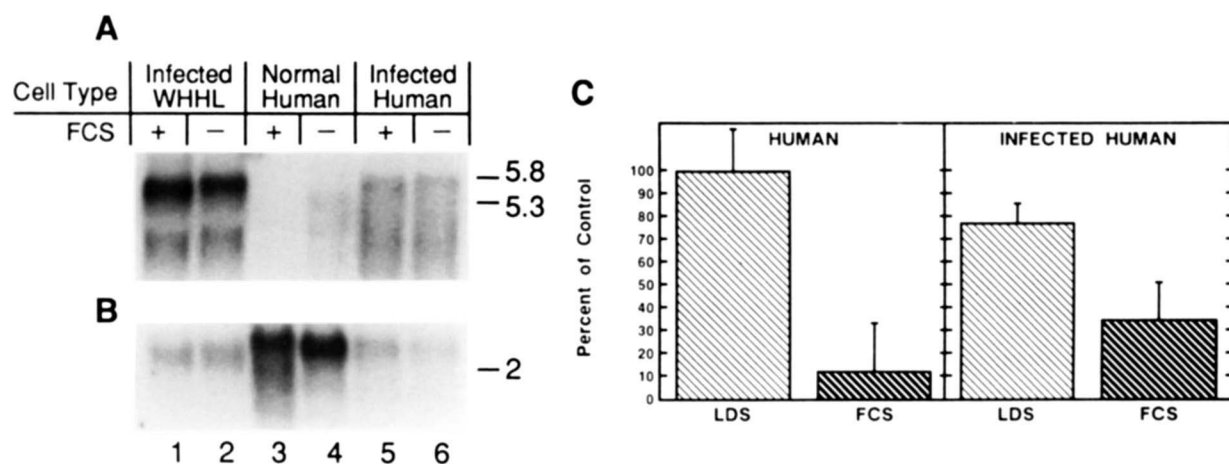 A
Cell Type Infected WHHL Normal Human Infected Human
FCS + − + − + −
5.8
5.3
B
2
1 2 3 4 5 6
C
HUMAN INFECTED HUMAN
Percent of Control
100
90
80
70
60
50
40
30
20
10
0
LDS FCS LDS FCS